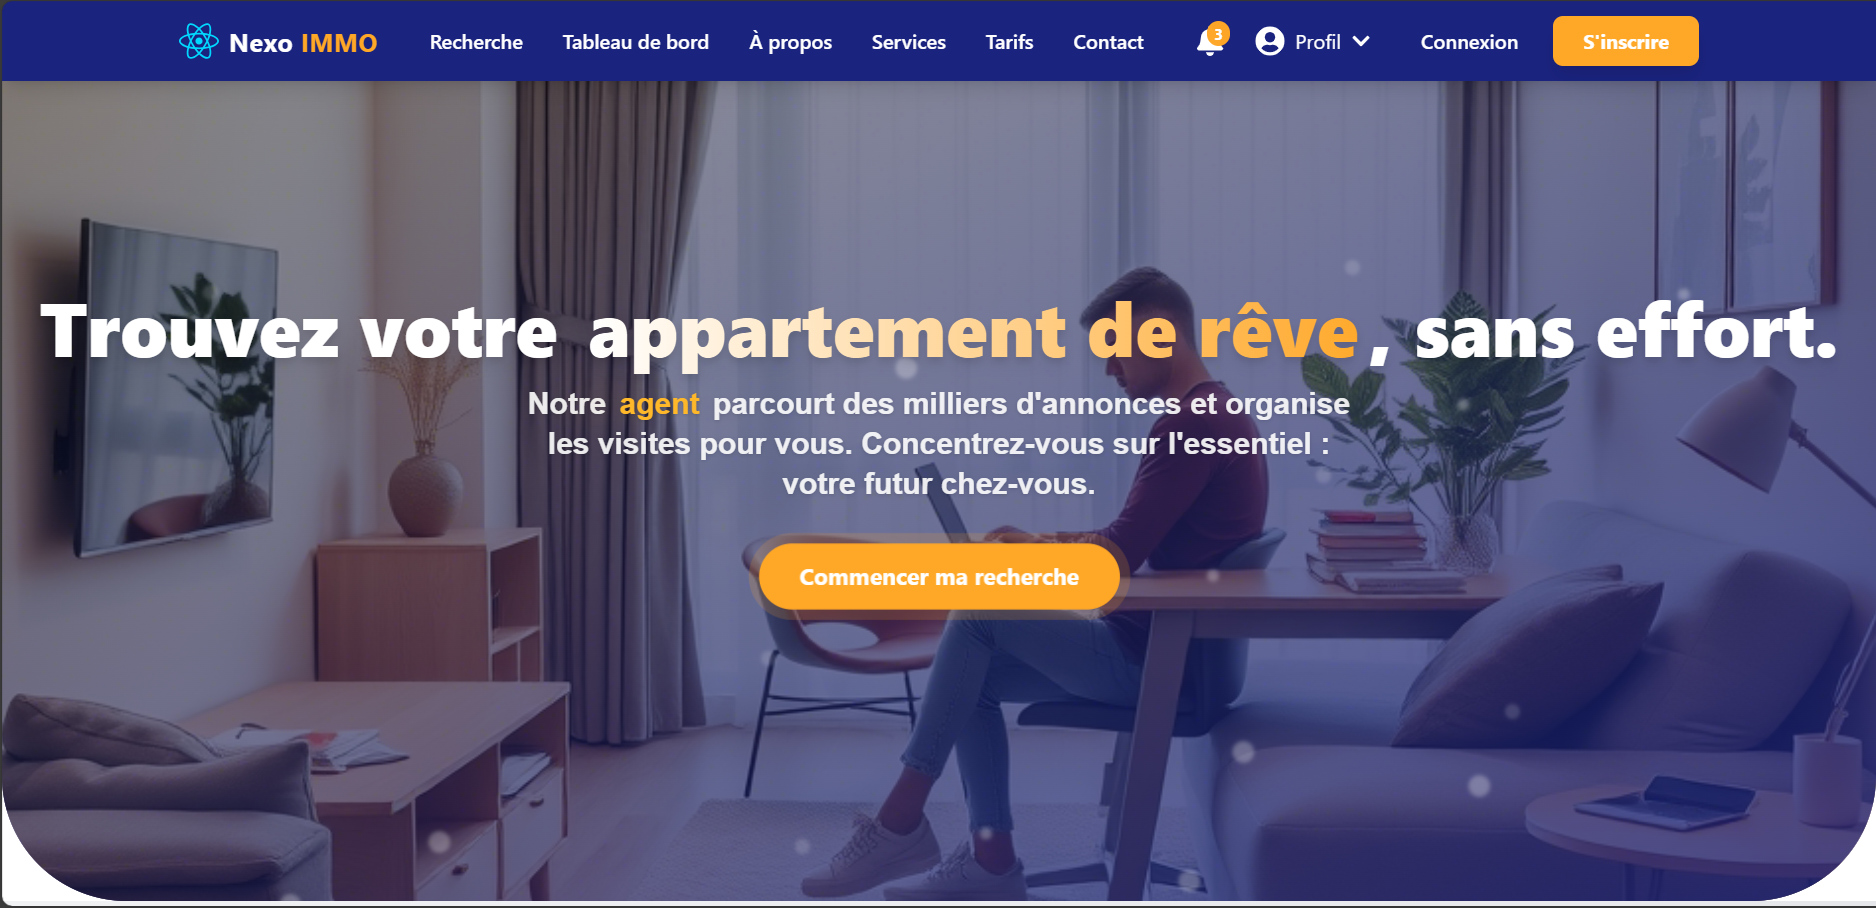 Nexo IMMO
Recherche
Tableau de bord
À propos
Services
Tarifs
Contact
3
Profil
Connexion
S'inscrire
Trouvez votre appartement de rêve, sans effort.
Notre agent parcourt des milliers d'annonces et organise
les visites pour vous. Concentrez-vous sur l'essentiel :
votre futur chez-vous.
Commencer ma recherche